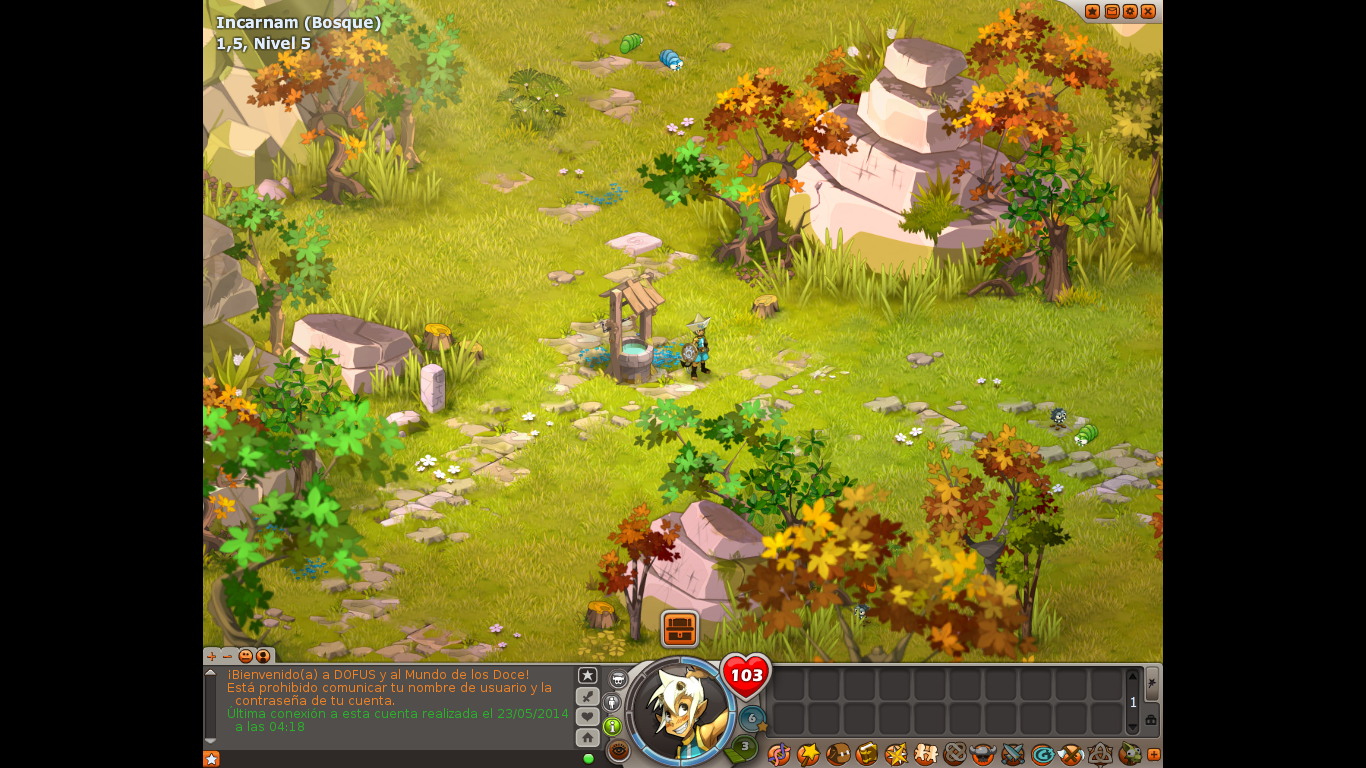 Incarnam (Bosque)
1,5, Nivel 5
¡Bienvenido(a) a DOFUS y al Mundo de los Doce!
Está prohibido comunicar tu nombre de usuario y la
contraseña de tu cuenta.
Última conexión a esta cuenta realizada el 23/05/2014
a las 04:18
103
6
3
1